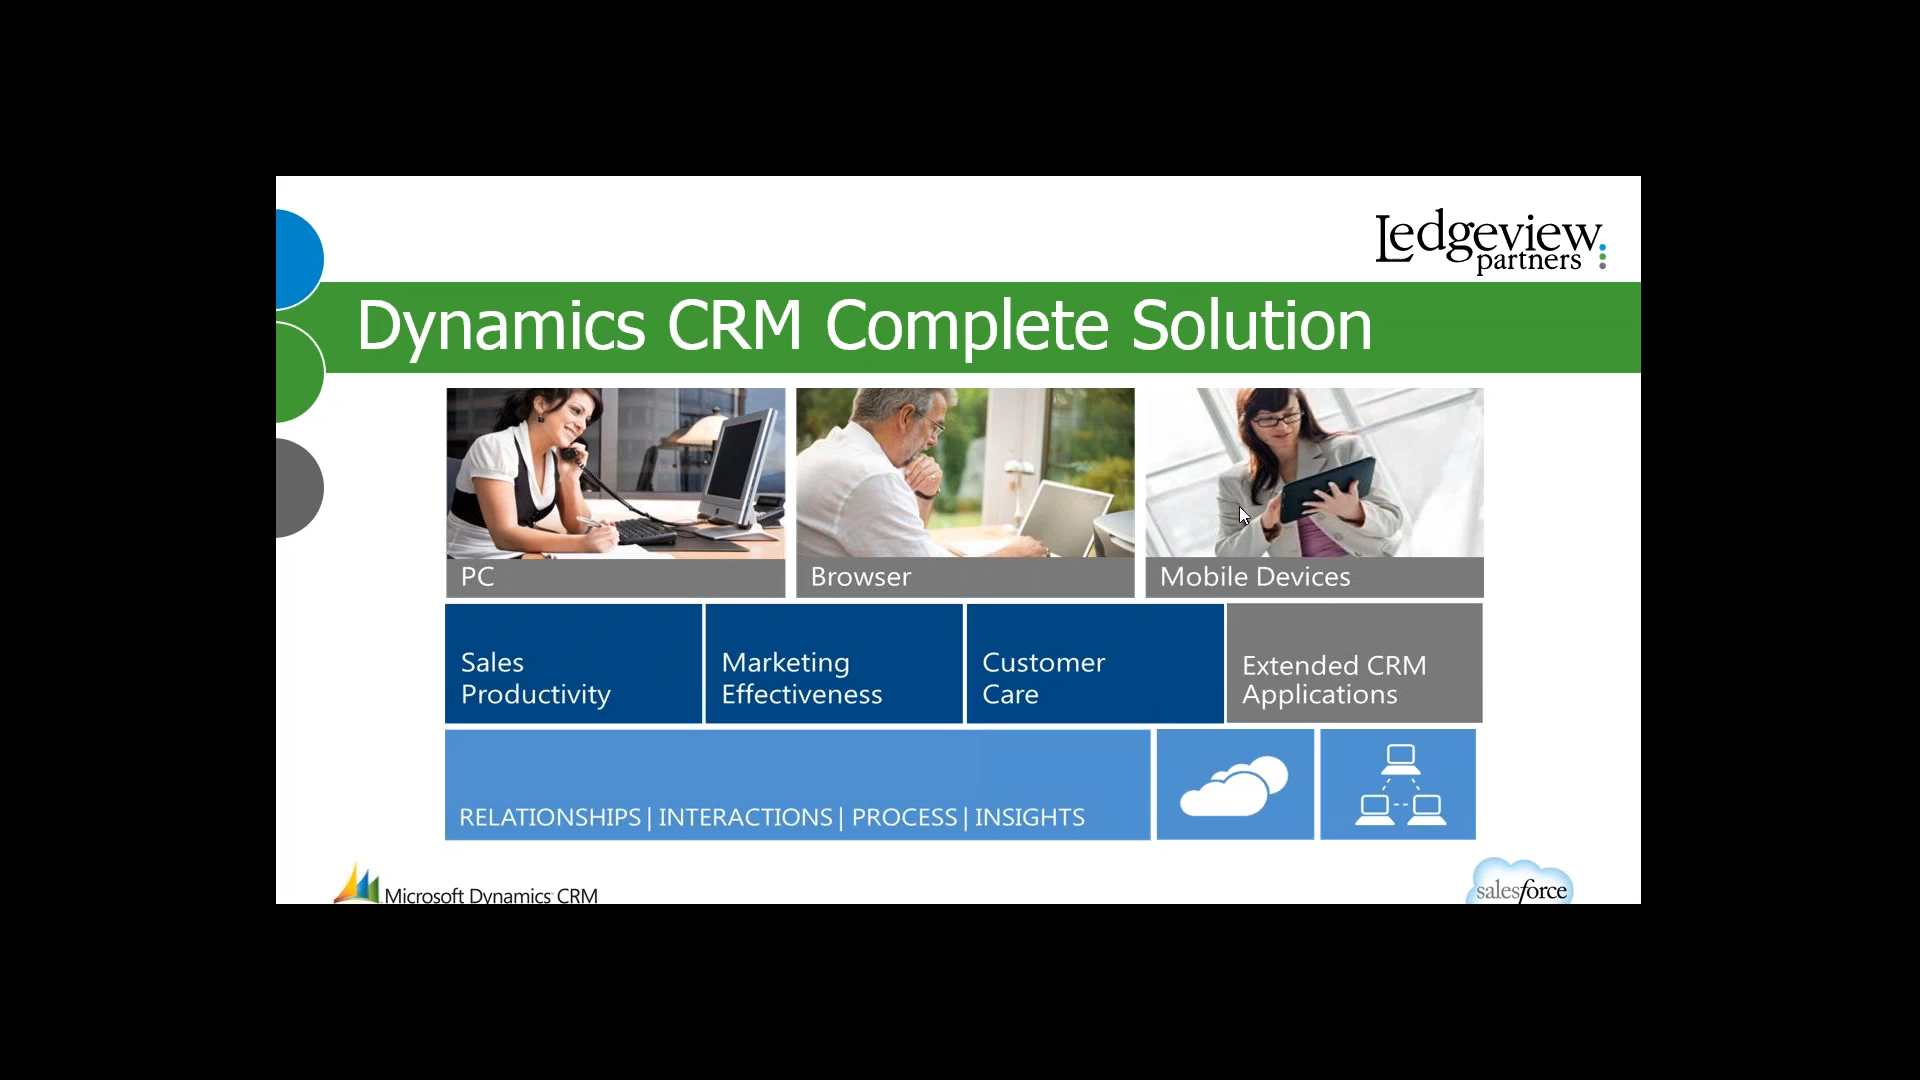 Ledgeview
partners
Dynamics CRM Complete Solution
PC
Browser
Mobile Devices
Sales
Productivity
Marketing
Effectiveness
Customer
Care
Extended CRM
Applications
RELATIONSHIPS | INTERACTIONS | PROCESS | INSIGHTS
Microsoft Dynamics CRM
salesforce